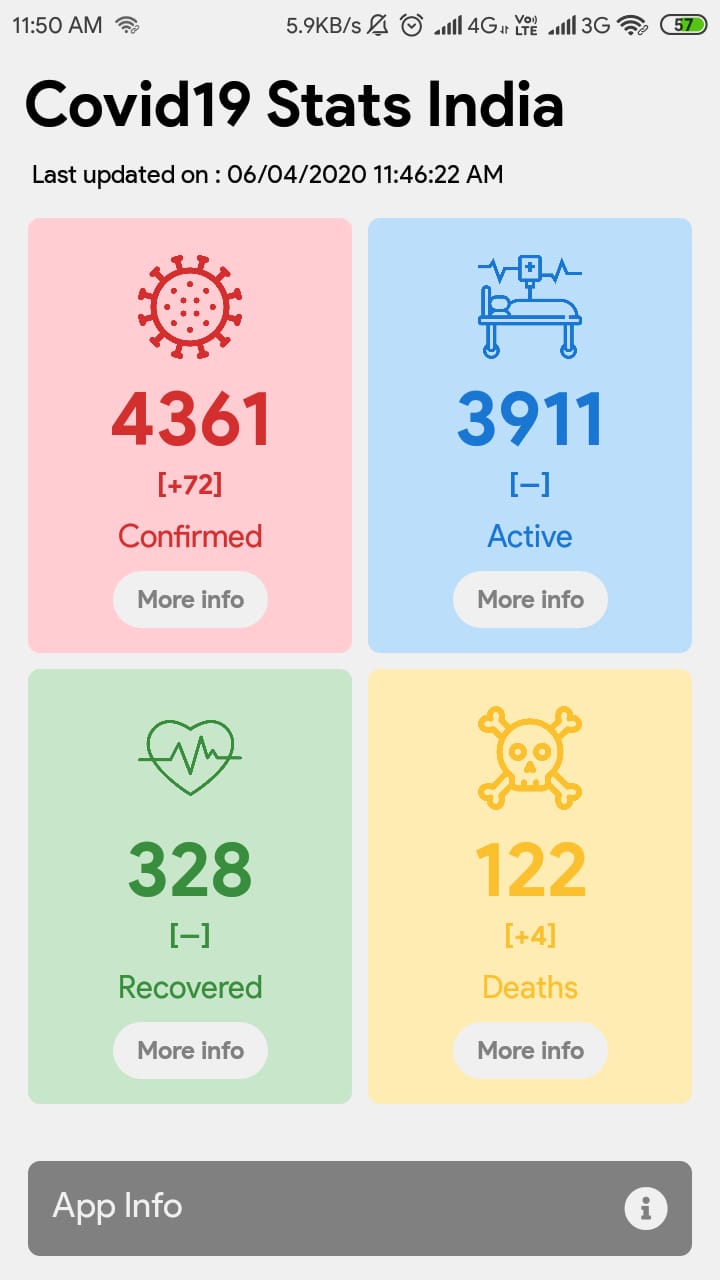 11:50 AM 5.9KB/s 4G VoLTE 3G 57
Covid19 Stats India
Last updated on : 06/04/2020 11:46:22 AM
4361
[+72]
Confirmed
More info
3911
[—]
Active
More info
328
[—]
Recovered
More info
122
[+4]
Deaths
More info
App Info